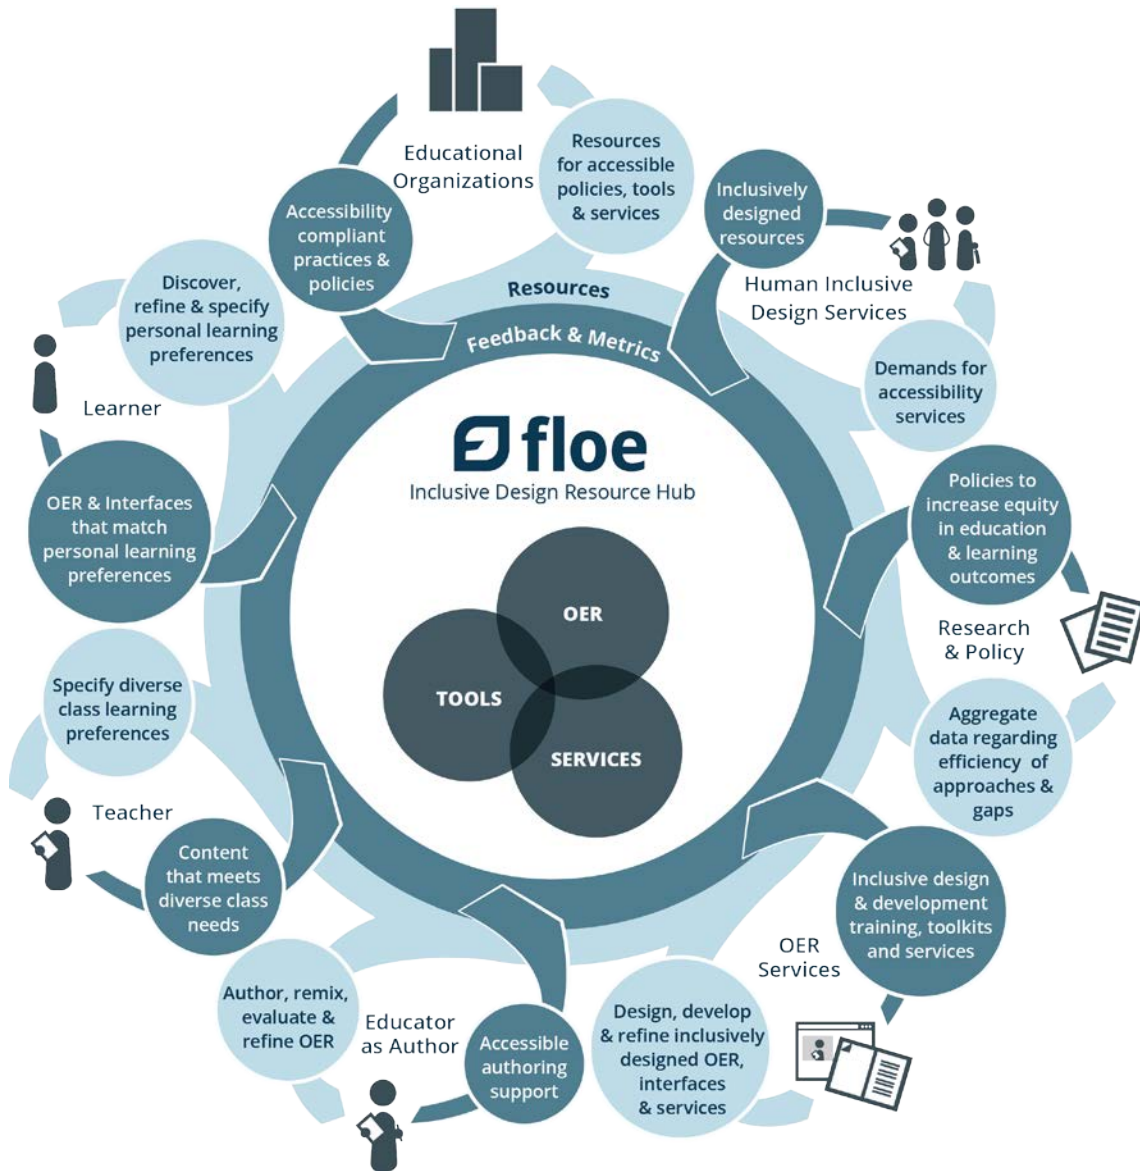 Educational
Organizations
Resources
for accessible
policies, tools
& services
Inclusively
designed
resources
Accessibility
compliant
practices &
policies
Human Inclusive
Design Services
Discover,
refine & specify
personal learning
preferences
Resources
Feedback & Metrics
Demands for
accessibility
services
Learner
floe
Inclusive Design Resource Hub
OER & Interfaces
that match
personal learning
preferences
Policies to
increase equity
in education
& learning
outcomes
OER
TOOLS
SERVICES
Research
& Policy
Specify diverse
class learning
preferences
Aggregate
data regarding
efficiency of
approaches &
gaps
Teacher
Content
that meets
diverse class
needs
Inclusive design
& development
training, toolkits
and services
OER
Services
Author, remix,
evaluate &
refine OER
Educator
as Author
Accessible
authoring
support
Design, develop
& refine inclusively
designed OER,
interfaces
& services